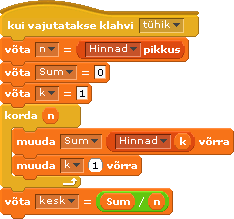 kui vajutatakse klahvi tühik
võta n = Hinnad pikkus
võta Sum = 0
võta k = 1
korda n
muuda Sum Hinnad k võrra
muuda k 1 võrra
võta kesk = Sum / n